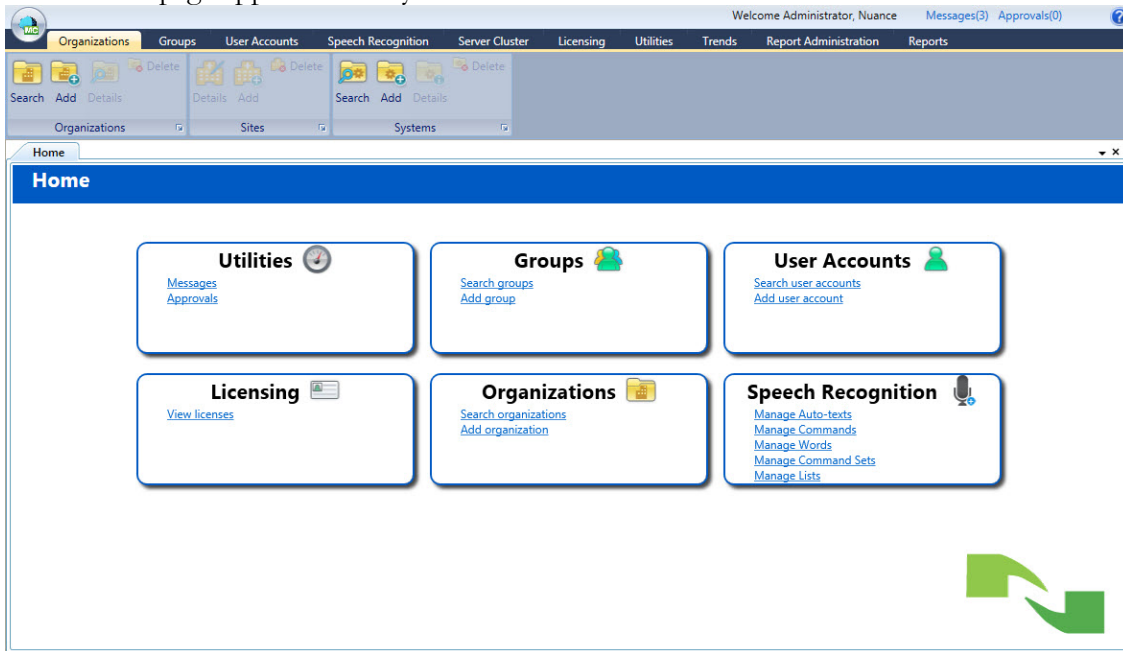 Welcome Administrator, Nuance Messages(3) Approvals(0)
MC
Organizations Groups User Accounts Speech Recognition Server Cluster Licensing Utilities Trends Report Administration Reports
Delete Delete Delete
Search Add Details Details Add Search Add Details
Organizations Sites Systems
Home
Home
Utilities Groups User Accounts
Messages Search groups Search user accounts
Approvals Add group Add user account
Licensing Organizations Speech Recognition
View licenses Search organizations Manage Auto-texts
Add organization Manage Commands
Manage Words
Manage Command Sets
Manage Lists